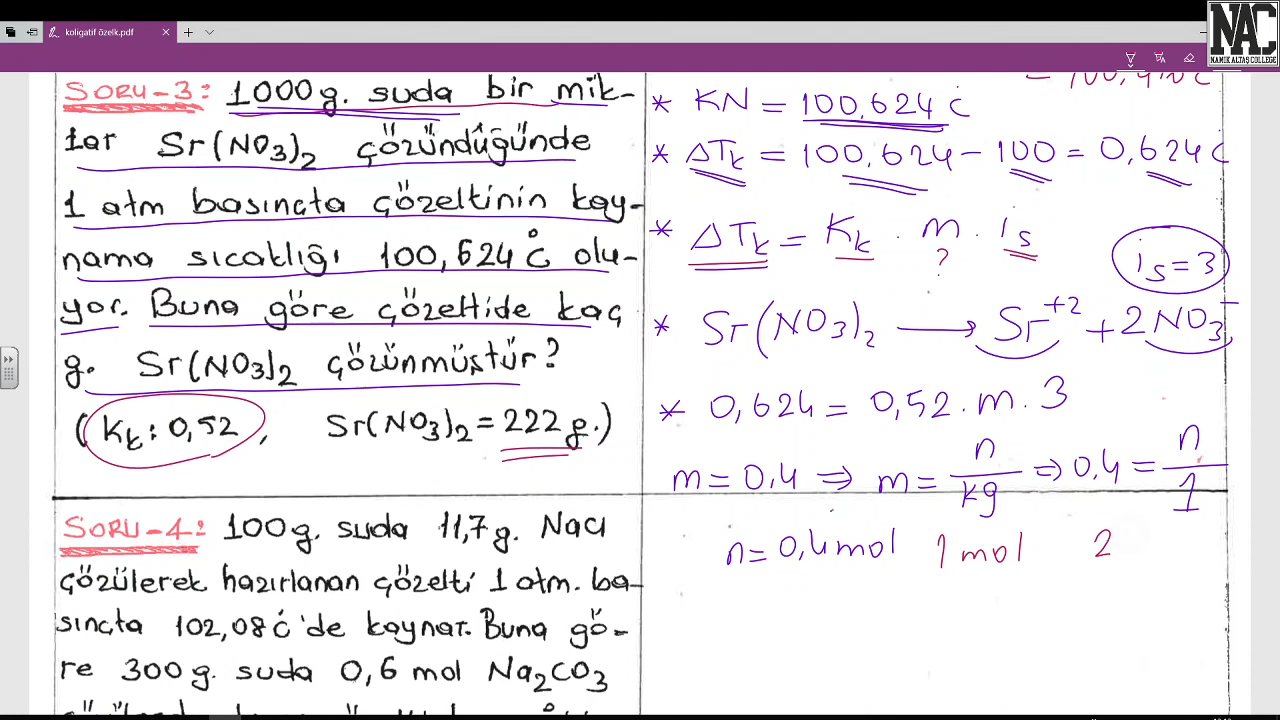 koligatif özelk.pdf
NAC
NAMIK ALTAŞ COLLEGE
SORU-3: 1000 g. suda bir mik-
tar Sr(NO3)2 çözündüğünde
1 atm basınçta çözeltinin kay-
nama sıcaklığı 100,624 °C olu-
yor. Buna göre çözeltide kaç
g. Sr(NO3)2 çözünmüştür?
(Kk: 0,52, Sr(NO3)2 = 222 g.)
SORU-4: 100 g. suda 11,7 g. NaCl
çözülerek hazırlanan çözelti 1 atm. ba-
sınçta 102,08 °C'de kaynar. Buna gö-
re 300 g. suda 0,6 mol Na2CO3
* KN = 100,624 °C
* ΔTk = 100,624 - 100 = 0,624 °C
* ΔTk = Kk . m . is
?
is = 3
* Sr(NO3)2 → Sr+2 + 2NO3-
* 0,624 = 0,52 . m . 3
m = 0,4 ⇒ m = n/kg ⇒ 0,4 = n/1
n = 0,4 mol 1 mol 2